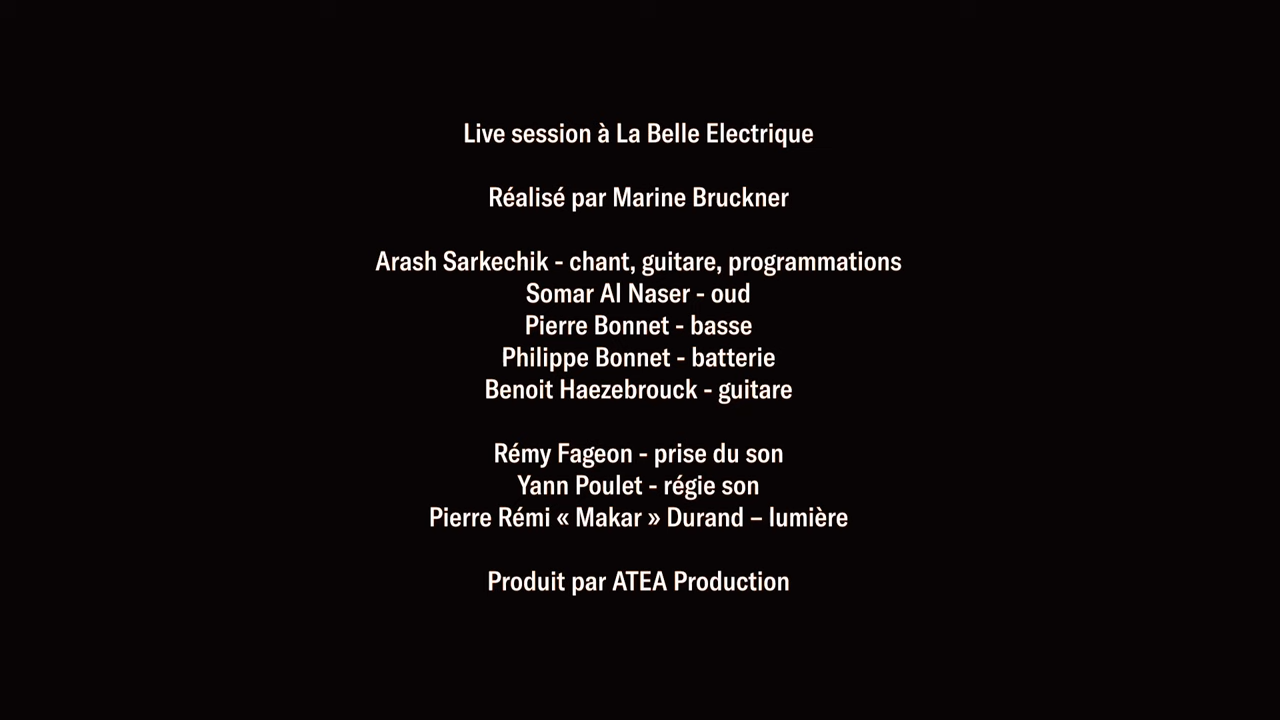 Live session à La Belle Electrique
Réalisé par Marine Bruckner
Arash Sarkechik - chant, guitare, programmations
Somar Al Naser - oud
Pierre Bonnet - basse
Philippe Bonnet - batterie
Benoit Haezebrouck - guitare
Rémy Fageon - prise du son
Yann Poulet - régie son
Pierre Rémi « Makar » Durand – lumière
Produit par ATEA Production